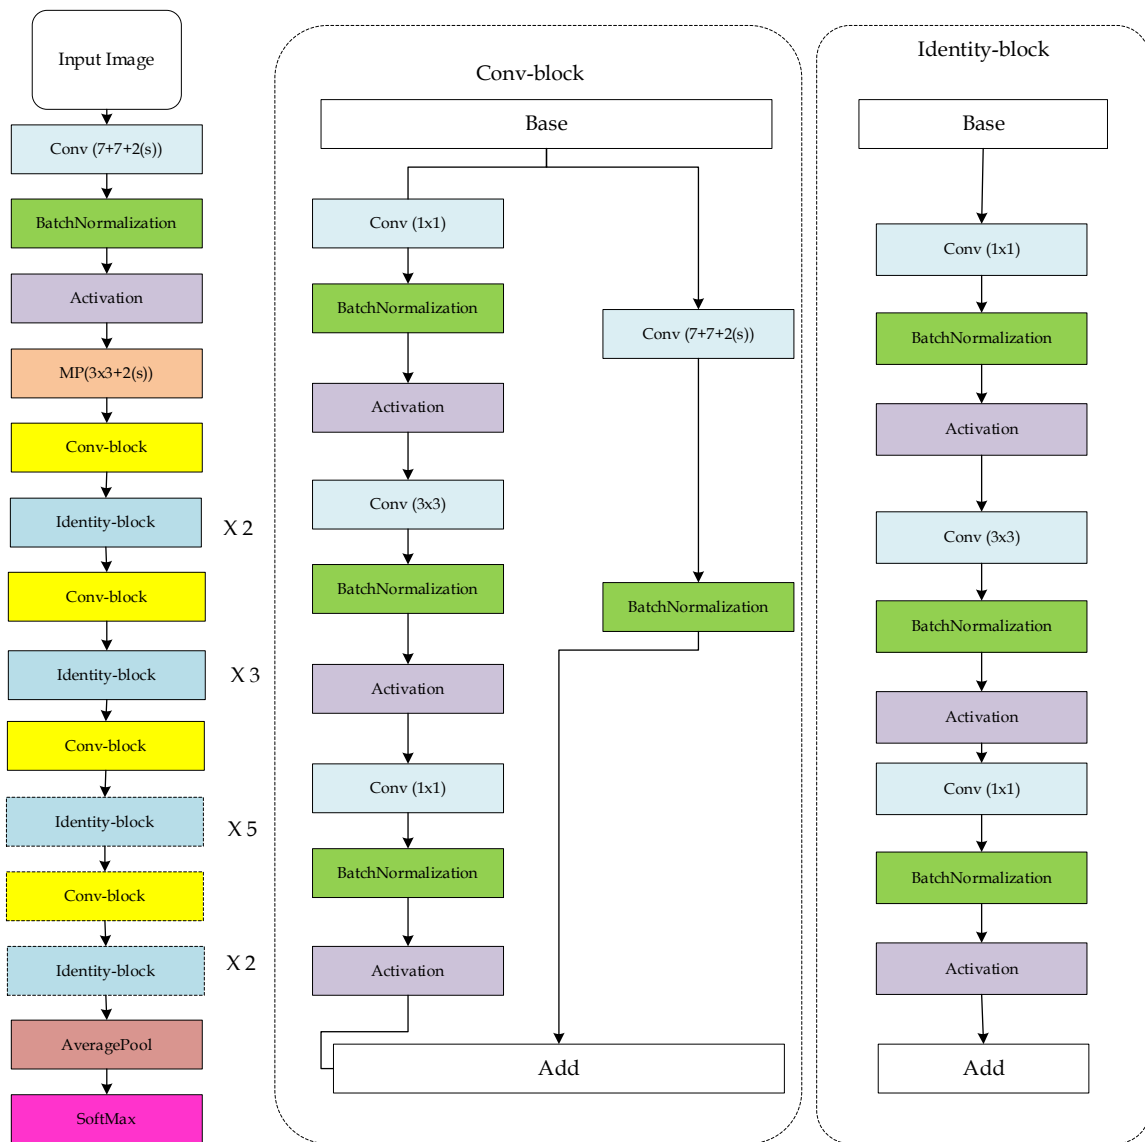 Input Image
Conv (7+7+2(s))
BatchNormalization
Activation
MP(3x3+2(s))
Conv-block
Identity-block
X 2
Conv-block
Identity-block
X 3
Conv-block
Identity-block
X 5
Conv-block
Identity-block
X 2
AveragePool
SoftMax
Conv-block
Base
Conv (1x1)
BatchNormalization
Activation
Conv (3x3)
BatchNormalization
Activation
Conv (1x1)
BatchNormalization
Activation
Conv (7+7+2(s))
BatchNormalization
Add
Identity-block
Base
Conv (1x1)
BatchNormalization
Activation
Conv (3x3)
BatchNormalization
Activation
Conv (1x1)
BatchNormalization
Activation
Add